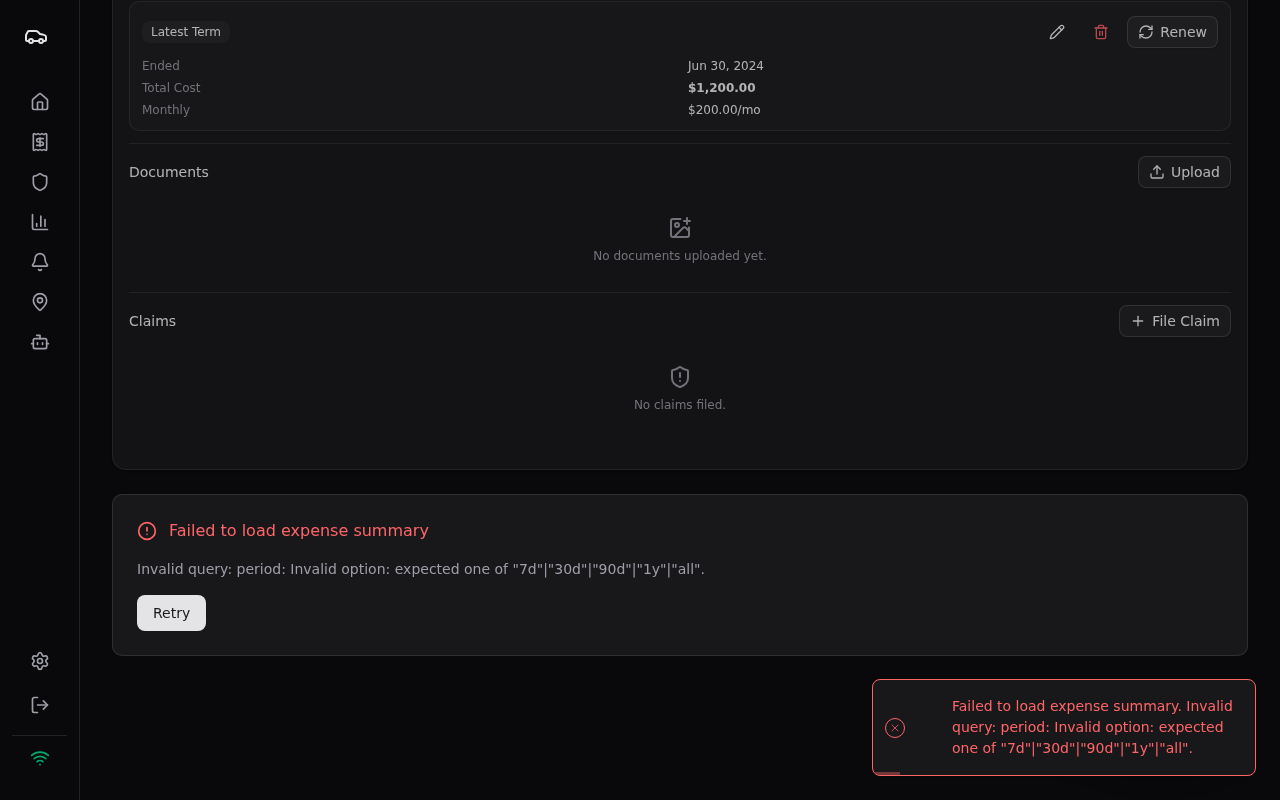 Latest Term
Renew
Ended
Jun 30, 2024
Total Cost
$1,200.00
Monthly
$200.00/mo
Documents
Upload
No documents uploaded yet.
Claims
File Claim
No claims filed.
Failed to load expense summary
Invalid query: period: Invalid option: expected one of "7d"|"30d"|"90d"|"1y"|"all".
Retry
Failed to load expense summary. Invalid
query: period: Invalid option: expected
one of "7d"|"30d"|"90d"|"1y"|"all".